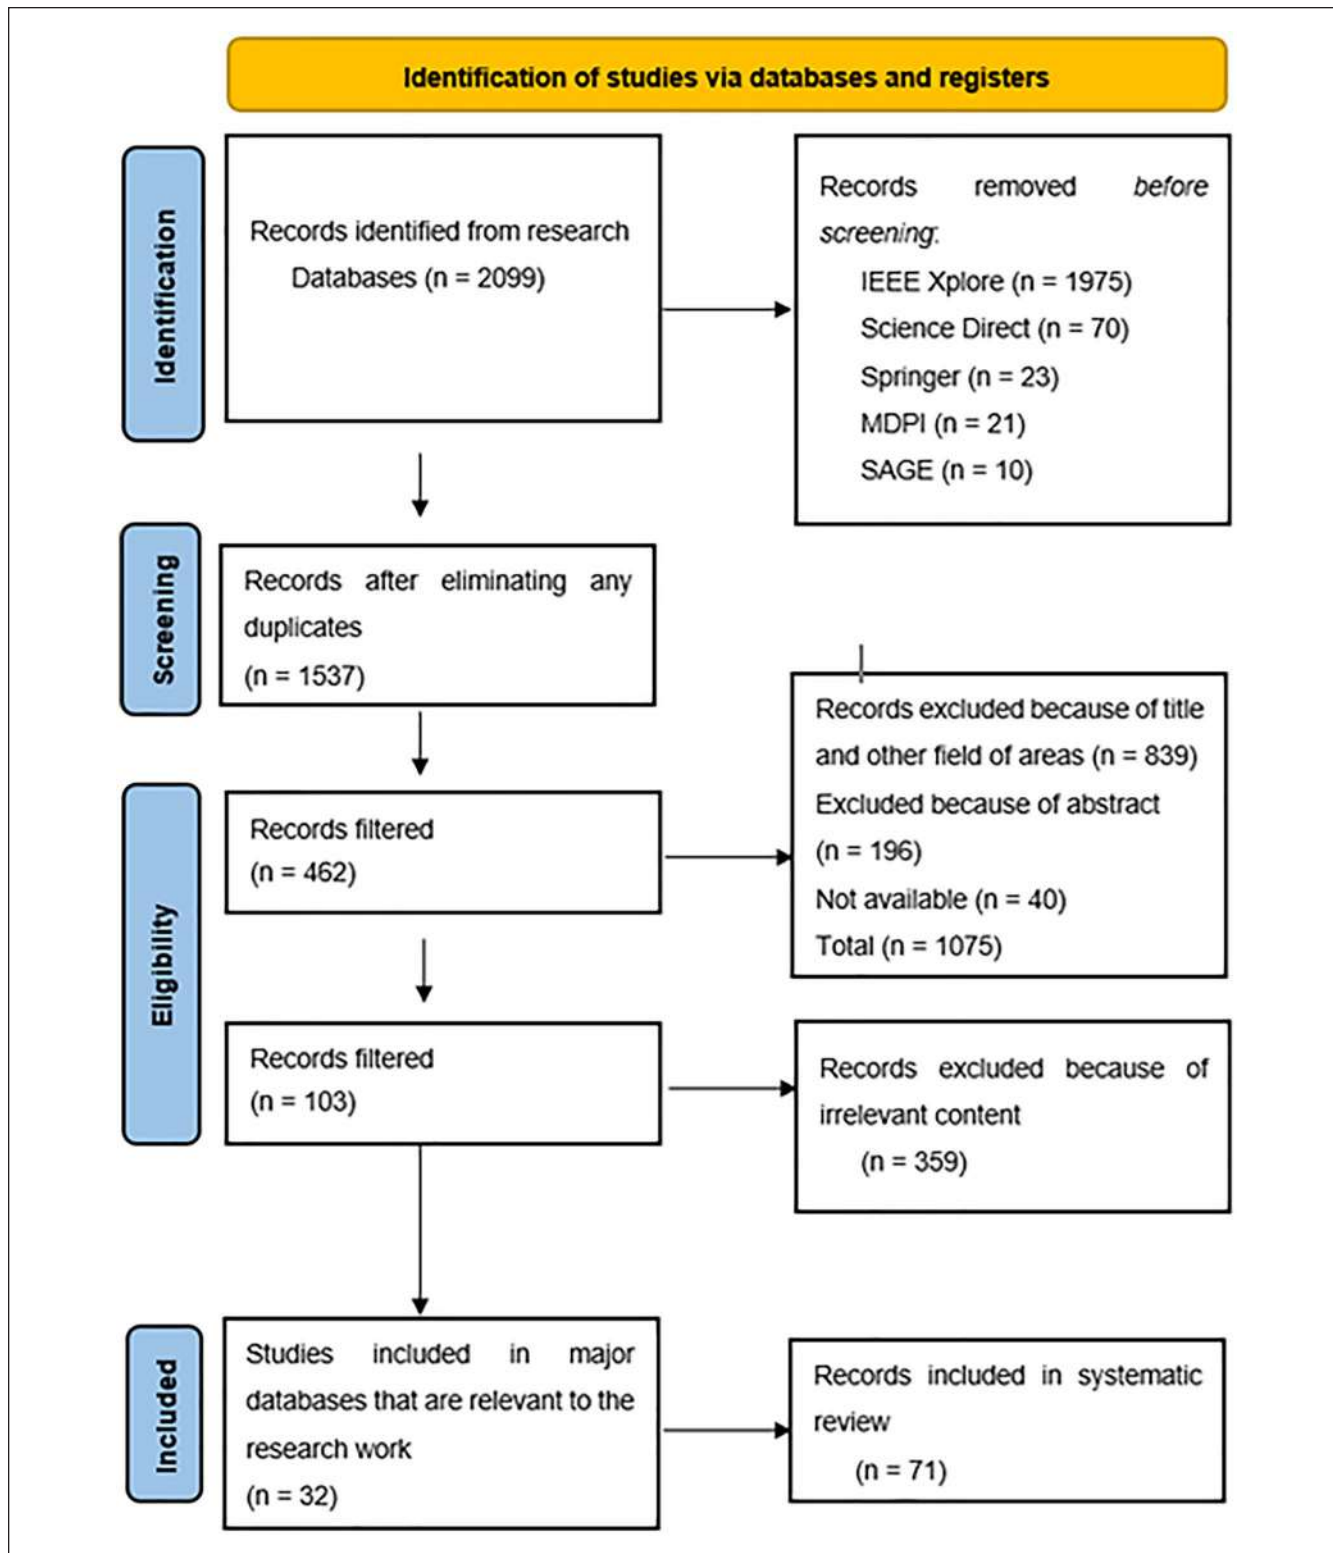 Identification of studies via databases and registers
Identification
Records identified from research
Databases (n = 2099)
Records removed before
screening:
IEEE Xplore (n = 1975)
Science Direct (n = 70)
Springer (n = 23)
MDPI (n = 21)
SAGE (n = 10)
Screening
Records after eliminating any
duplicates
(n = 1537)
Eligibility
Records filtered
(n = 462)
Records excluded because of title
and other field of areas (n = 839)
Excluded because of abstract
(n = 196)
Not available (n = 40)
Total (n = 1075)
Records filtered
(n = 103)
Records excluded because of
irrelevant content
(n = 359)
Included
Studies included in major
databases that are relevant to the
research work
(n = 32)
Records included in systematic
review
(n = 71)